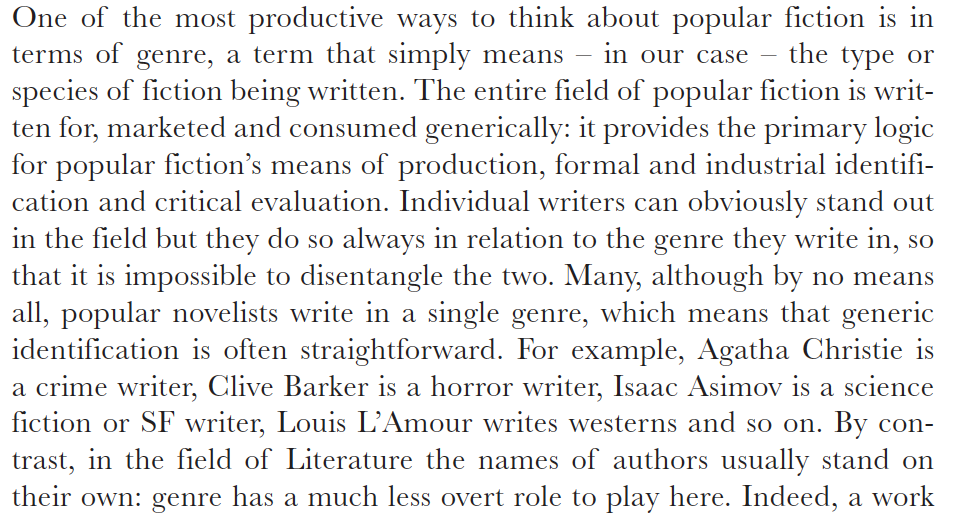 One of the most productive ways to think about popular fiction is in
terms of genre, a term that simply means – in our case – the type or
species of fiction being written. The entire field of popular fiction is writ-
ten for, marketed and consumed generically: it provides the primary logic
for popular fiction’s means of production, formal and industrial identifi-
cation and critical evaluation. Individual writers can obviously stand out
in the field but they do so always in relation to the genre they write in, so
that it is impossible to disentangle the two. Many, although by no means
all, popular novelists write in a single genre, which means that generic
identification is often straightforward. For example, Agatha Christie is
a crime writer, Clive Barker is a horror writer, Isaac Asimov is a science
fiction or SF writer, Louis L’Amour writes westerns and so on. By con-
trast, in the field of Literature the names of authors usually stand on
their own: genre has a much less overt role to play here. Indeed, a work